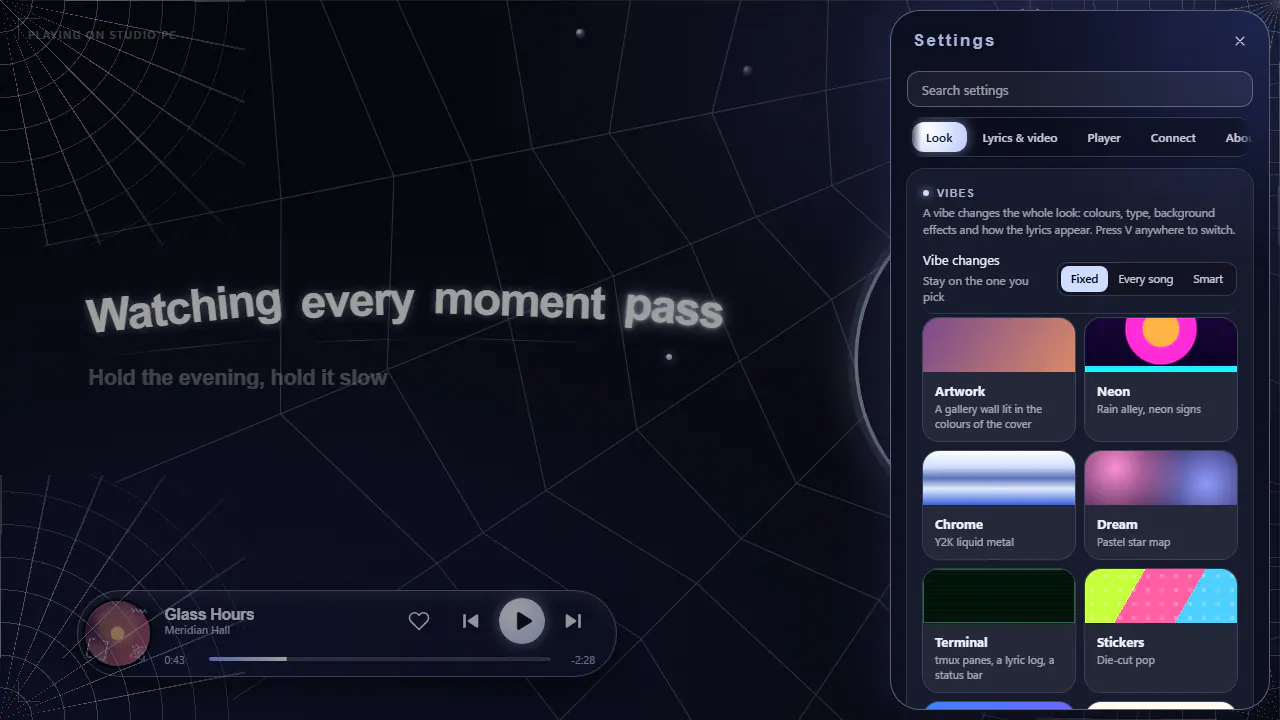 PLAYING ON STUDIO PC
Watching every moment pass
Hold the evening, hold it slow
Glass Hours
Meridian Hall
0:43
-2:28
Settings
Search settings
Look
Lyrics & video
Player
Connect
VIBES
A vibe changes the whole look: colours, type, background
effects and how the lyrics appear. Press V anywhere to switch.
Vibe changes
Stay on the one you
pick
Fixed
Every song
Smart
Artwork
A gallery wall lit in the
colours of the cover
Neon
Rain alley, neon signs
Chrome
Y2K liquid metal
Dream
Pastel star map
Terminal
tmux panes, a lyric log, a
status bar
Stickers
Die-cut pop